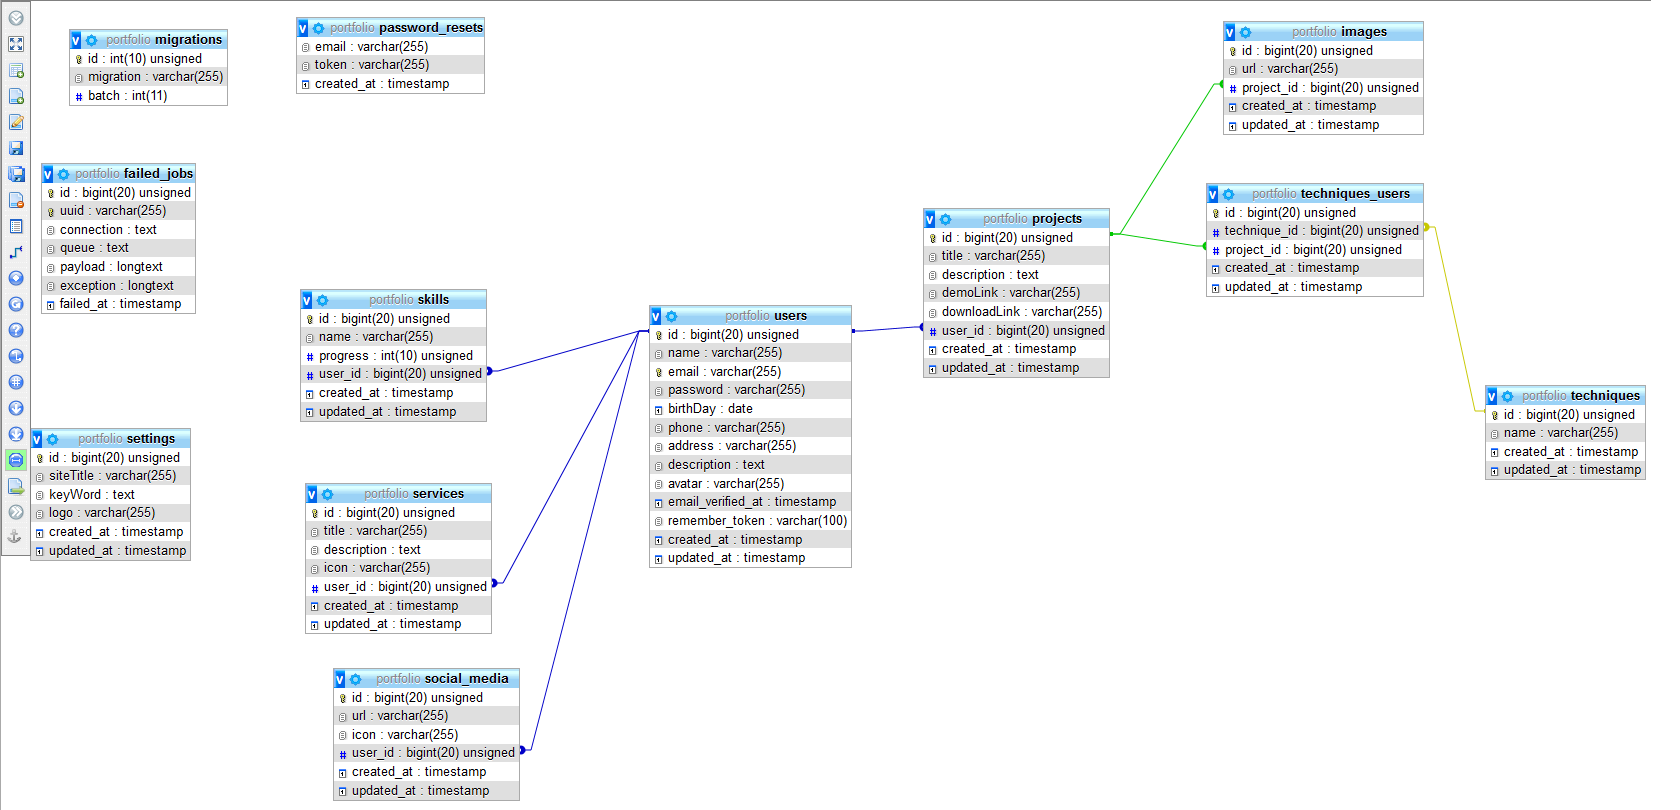 portfolio migrations
id : int(10) unsigned
migration : varchar(255)
batch : int(11)
portfolio password_resets
email : varchar(255)
token : varchar(255)
created_at : timestamp
portfolio failed_jobs
id : bigint(20) unsigned
uuid : varchar(255)
connection : text
queue : text
payload : longtext
exception : longtext
failed_at : timestamp
portfolio settings
id : bigint(20) unsigned
siteTitle : varchar(255)
keyWord : text
logo : varchar(255)
created_at : timestamp
updated_at : timestamp
portfolio skills
id : bigint(20) unsigned
name : varchar(255)
progress : int(10) unsigned
user_id : bigint(20) unsigned
created_at : timestamp
updated_at : timestamp
portfolio services
id : bigint(20) unsigned
title : varchar(255)
description : text
icon : varchar(255)
user_id : bigint(20) unsigned
created_at : timestamp
updated_at : timestamp
portfolio social_media
id : bigint(20) unsigned
url : varchar(255)
icon : varchar(255)
user_id : bigint(20) unsigned
created_at : timestamp
updated_at : timestamp
portfolio users
id : bigint(20) unsigned
name : varchar(255)
email : varchar(255)
password : varchar(255)
birthDay : date
phone : varchar(255)
address : varchar(255)
description : text
avatar : varchar(255)
email_verified_at : timestamp
remember_token : varchar(100)
created_at : timestamp
updated_at : timestamp
portfolio projects
id : bigint(20) unsigned
title : varchar(255)
description : text
demoLink : varchar(255)
downloadLink : varchar(255)
user_id : bigint(20) unsigned
created_at : timestamp
updated_at : timestamp
portfolio images
id : bigint(20) unsigned
url : varchar(255)
project_id : bigint(20) unsigned
created_at : timestamp
updated_at : timestamp
portfolio techniques_users
id : bigint(20) unsigned
technique_id : bigint(20) unsigned
project_id : bigint(20) unsigned
created_at : timestamp
updated_at : timestamp
portfolio techniques
id : bigint(20) unsigned
name : varchar(255)
created_at : timestamp
updated_at : timestamp